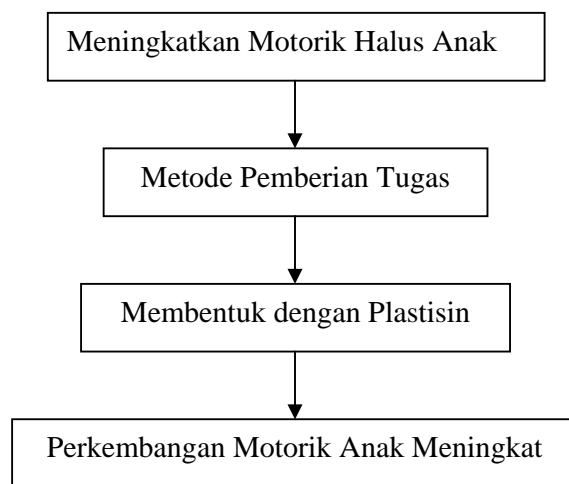 Meningkatkan Motorik Halus Anak
Metode Pemberian Tugas
Membentuk dengan Plastisin
Perkembangan Motorik Anak Meningkat